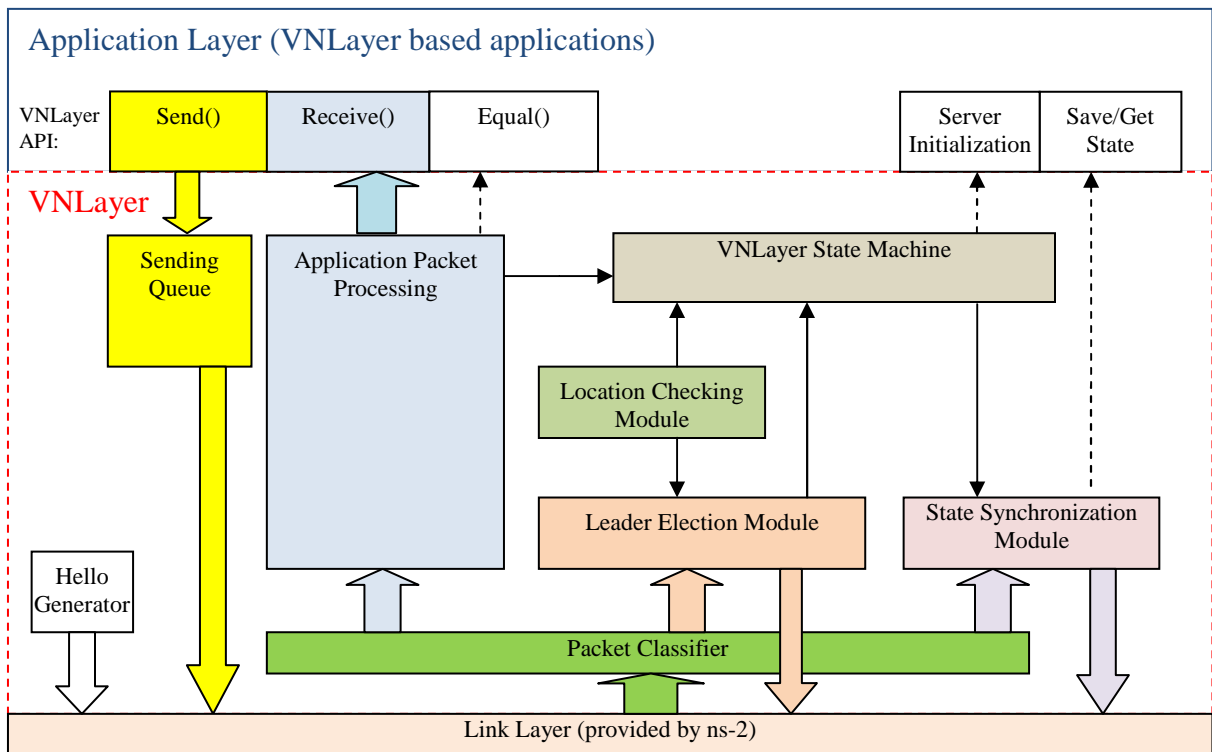 Application Layer (VNLayer based applications)
VNLayer
API:
Send()
Receive()
Equal()
Server
Initialization
Save/Get
State
VNLayer
Sending
Queue
Application Packet
Processing
VNLayer State Machine
Location Checking
Module
Leader Election Module
State Synchronization
Module
Hello
Generator
Packet Classifier
Link Layer (provided by ns-2)